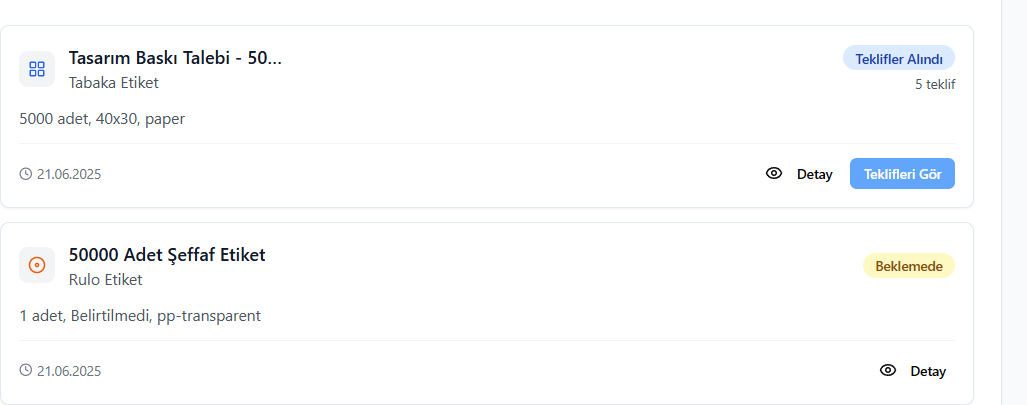 Tasarım Baskı Talebi - 50...
Teklifler Alındı
Tabaka Etiket
5 teklif
5000 adet, 40x30, paper
21.06.2025
Detay
Teklifleri Gör
50000 Adet Şeffaf Etiket
Beklemede
Rulo Etiket
1 adet, Belirtilmedi, pp-transparent
21.06.2025
Detay